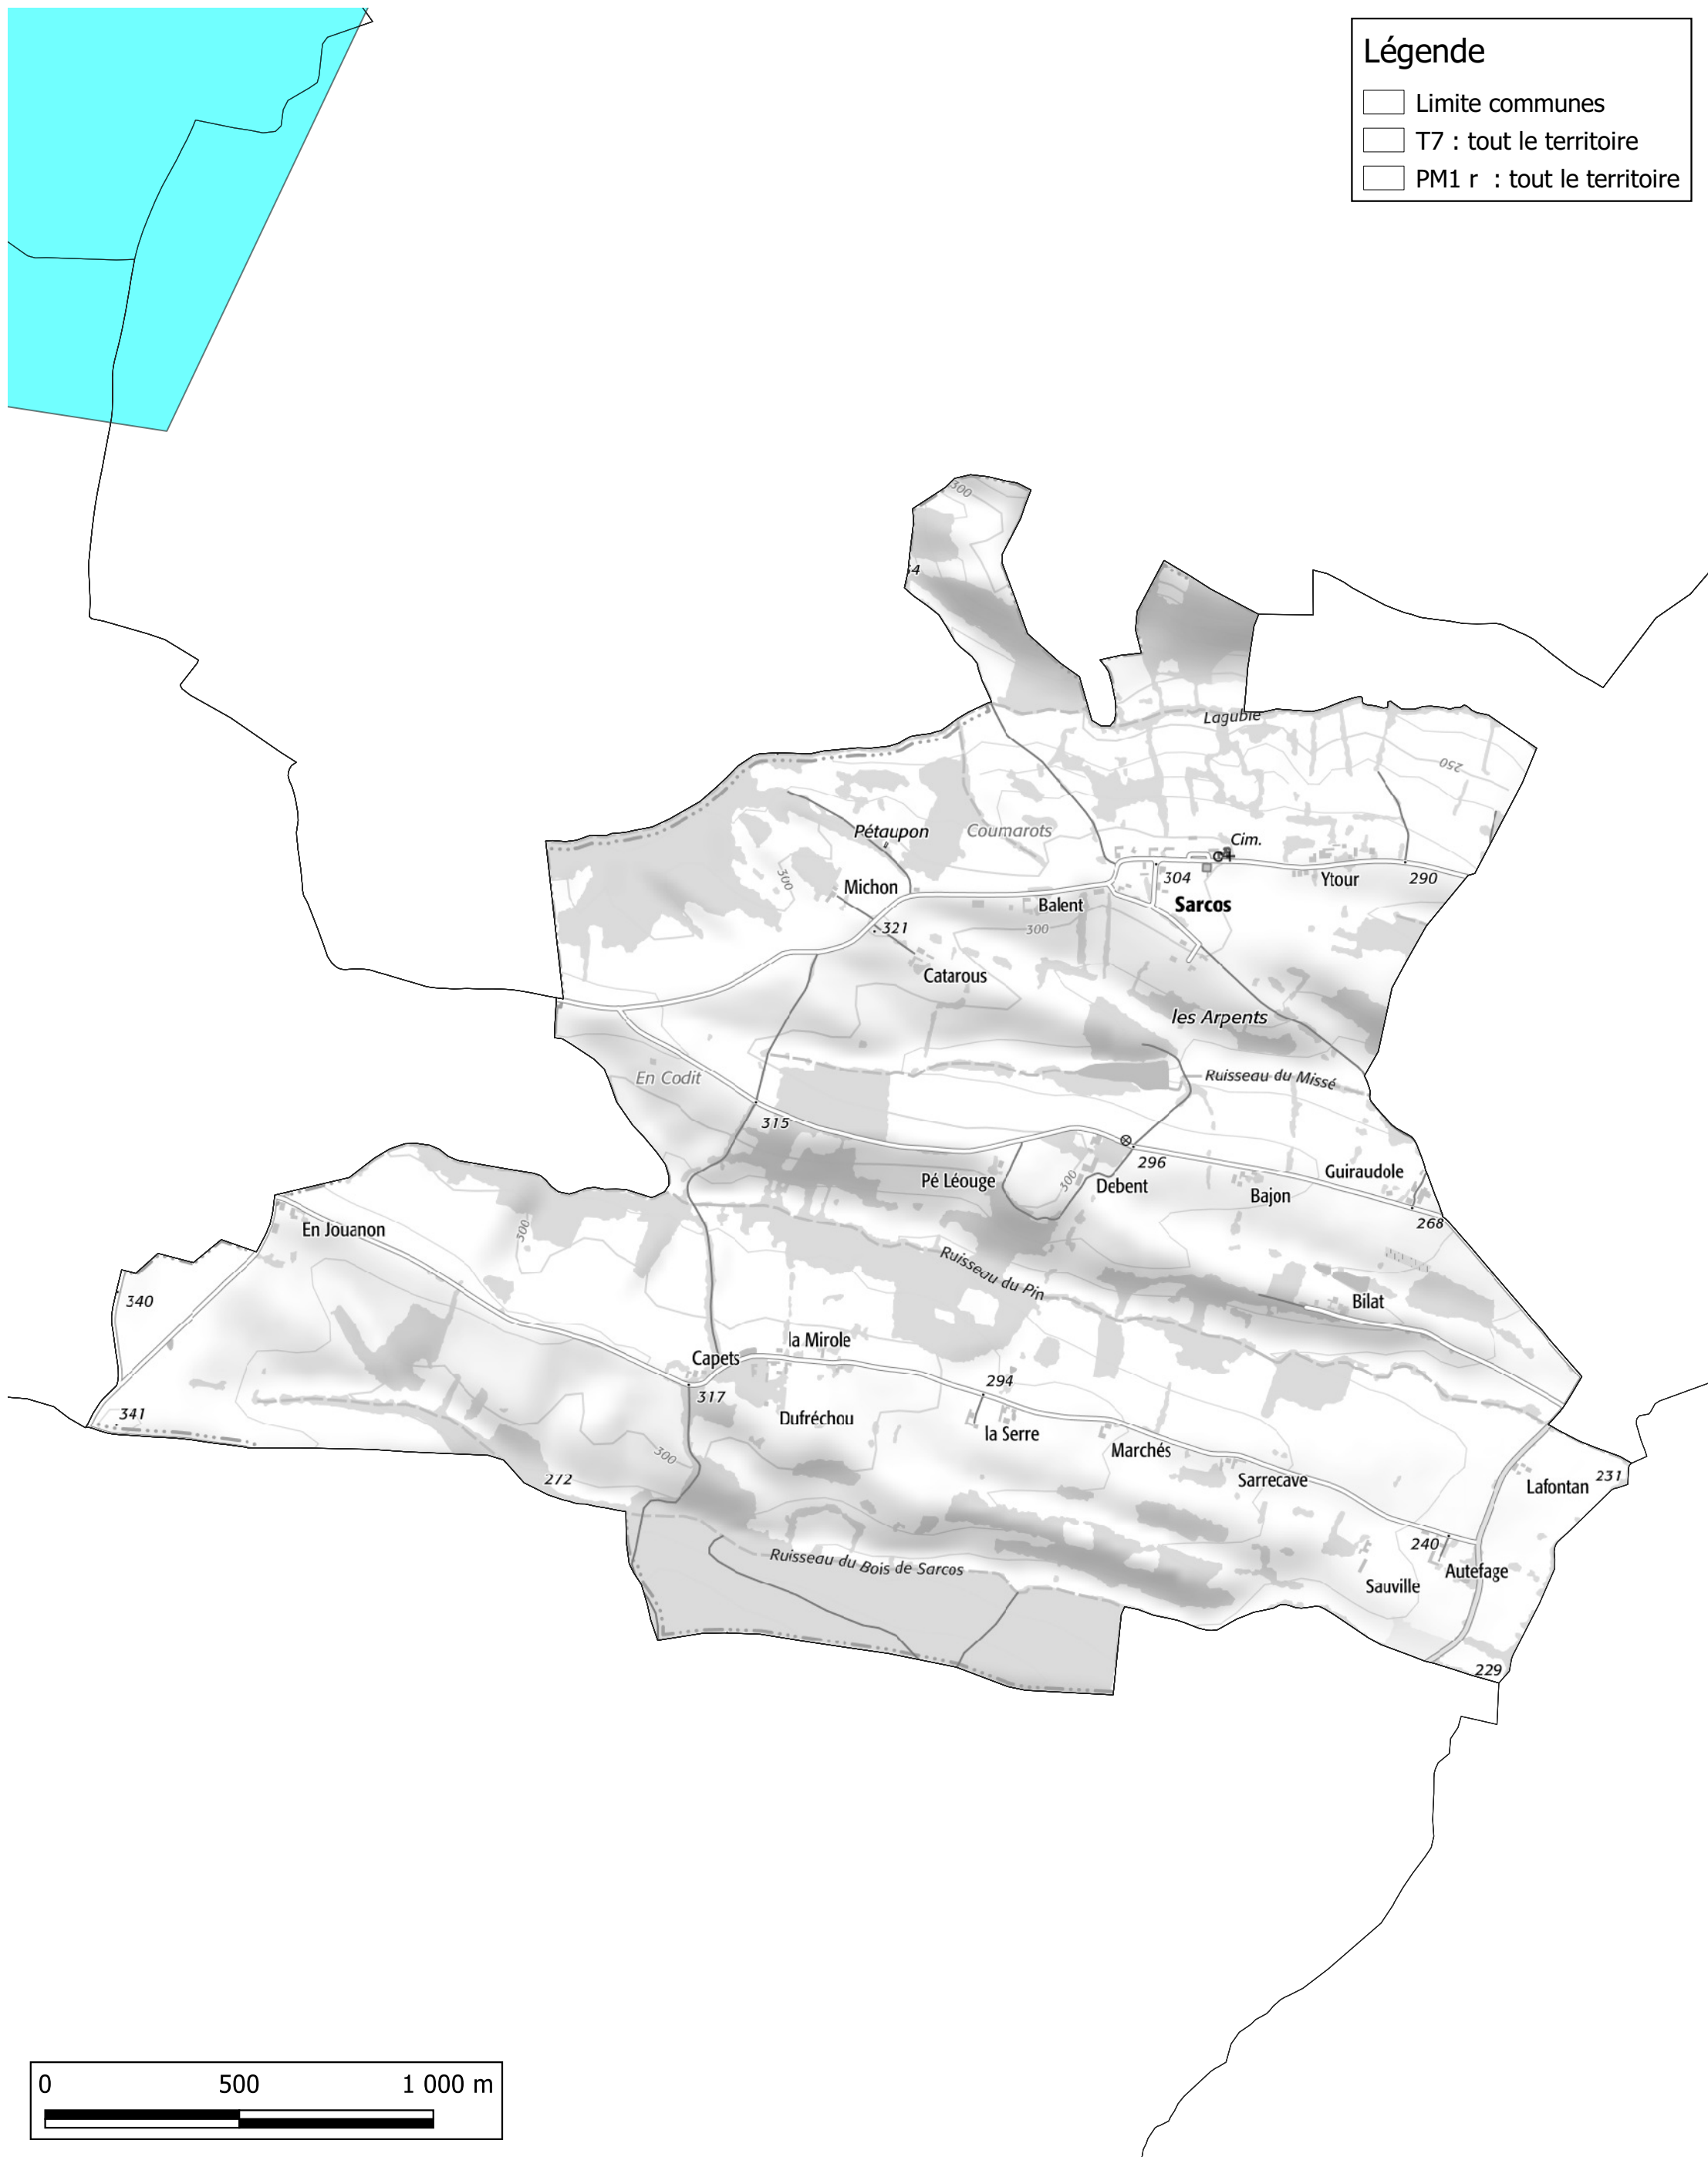 Légende
Limite communes
T7 : tout le territoire
PM1 r : tout le territoire
300
Lagubie
250
Pétaupon
Coumarots
Cim.
300
Michon
304
Ytour
290
Balent
Sarcos
321
300
Catarous
les Arpents
En Codit
Ruisseau du Missé
315
296
Guiraudole
Pé Léouge
300
Debent
Bajon
268
En Jouanon
300
Ruisseau du Pin
340
Bilat
la Mirole
Capets
317
294
341
Dufréchou
la Serre
Marchés
300
272
Sarrecave
231
Lafontan
240
Ruisseau du Bois de Sarcos
Autefage
Sauville
229
0 500 1 000 m